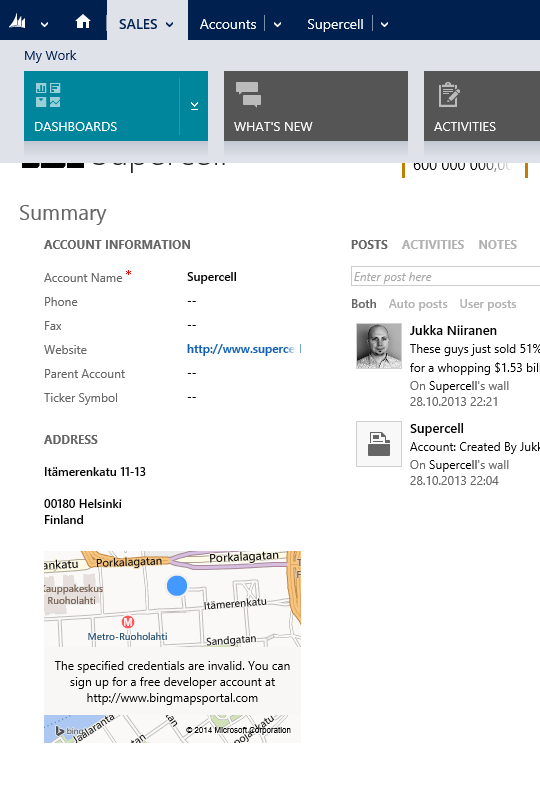 SALES
Accounts
Supercell
My Work
DASHBOARDS
WHAT'S NEW
ACTIVITIES
Supercell
600 000 000,0
Summary
ACCOUNT INFORMATION
Account Name *
Supercell
Phone
--
Fax
--
Website
http://www.superce
Parent Account
--
Ticker Symbol
--
ADDRESS
Itämerenkatu 11-13
00180 Helsinki
Finland
POSTS ACTIVITIES NOTES
Enter post here
Both Auto posts User posts
Jukka Niiranen
These guys just sold 51%
for a whopping $1.53 bil
On Supercell's wall
28.10.2013 22:21
Supercell
Account: Created By Jukk
On Supercell's wall
28.10.2013 22:04
ankatu
Porkalagatan
Porkalagatan
Kauppakeskus
Ruoholahti
Itämerenkatu
M
Metro-Ruoholahti
Sandgatan
The specified credentials are invalid. You can
sign up for a free developer account at
http://www.bingmapsportal.com
bing
© 2014 Microsoft Corporation